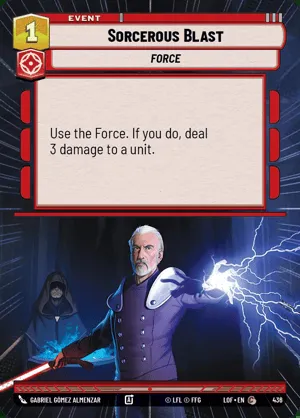 EVENT
1
SORCEROUS BLAST
FORCE
Use the Force. If you do, deal
3 damage to a unit.
GABRIEL GÓMEZ ALMENZAR
© LFL © FFG
LOF • EN
436